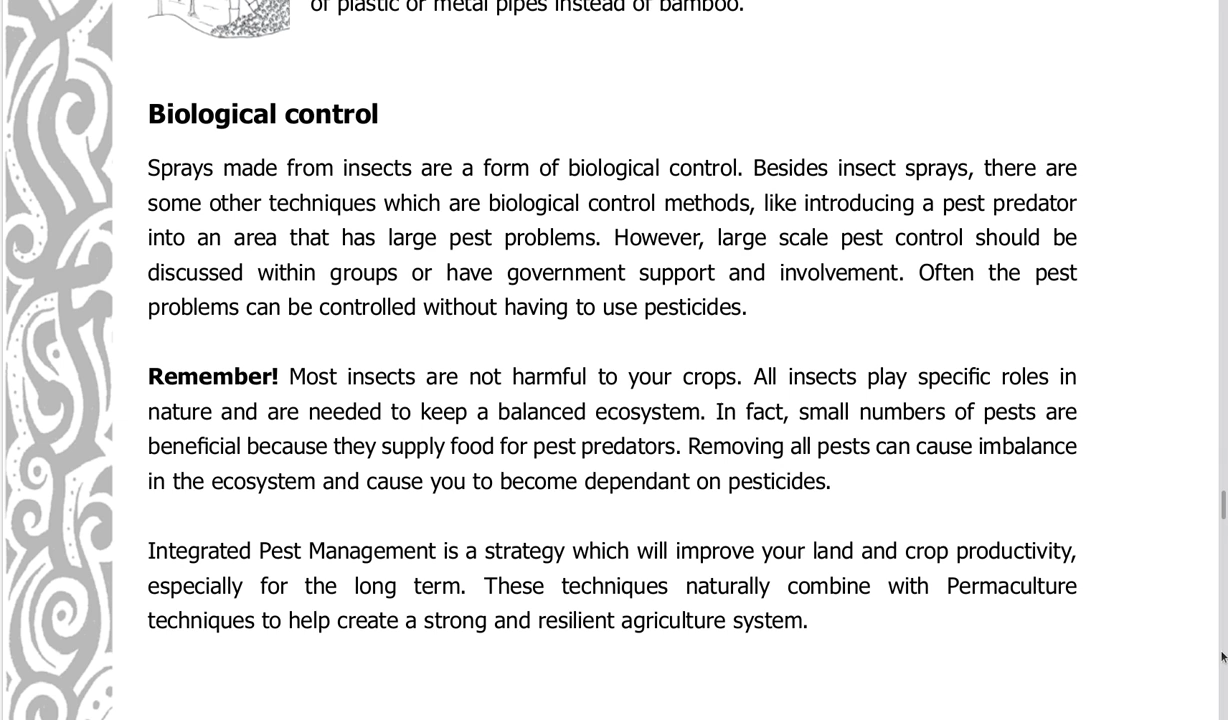 of plastic or metal pipes instead of bamboo.
Biological control
Sprays made from insects are a form of biological control. Besides insect sprays, there are
some other techniques which are biological control methods, like introducing a pest predator
into an area that has large pest problems. However, large scale pest control should be
discussed within groups or have government support and involvement. Often the pest
problems can be controlled without having to use pesticides.
Remember! Most insects are not harmful to your crops. All insects play specific roles in
nature and are needed to keep a balanced ecosystem. In fact, small numbers of pests are
beneficial because they supply food for pest predators. Removing all pests can cause imbalance
in the ecosystem and cause you to become dependant on pesticides.
Integrated Pest Management is a strategy which will improve your land and crop productivity,
especially for the long term. These techniques naturally combine with Permaculture
techniques to help create a strong and resilient agriculture system.